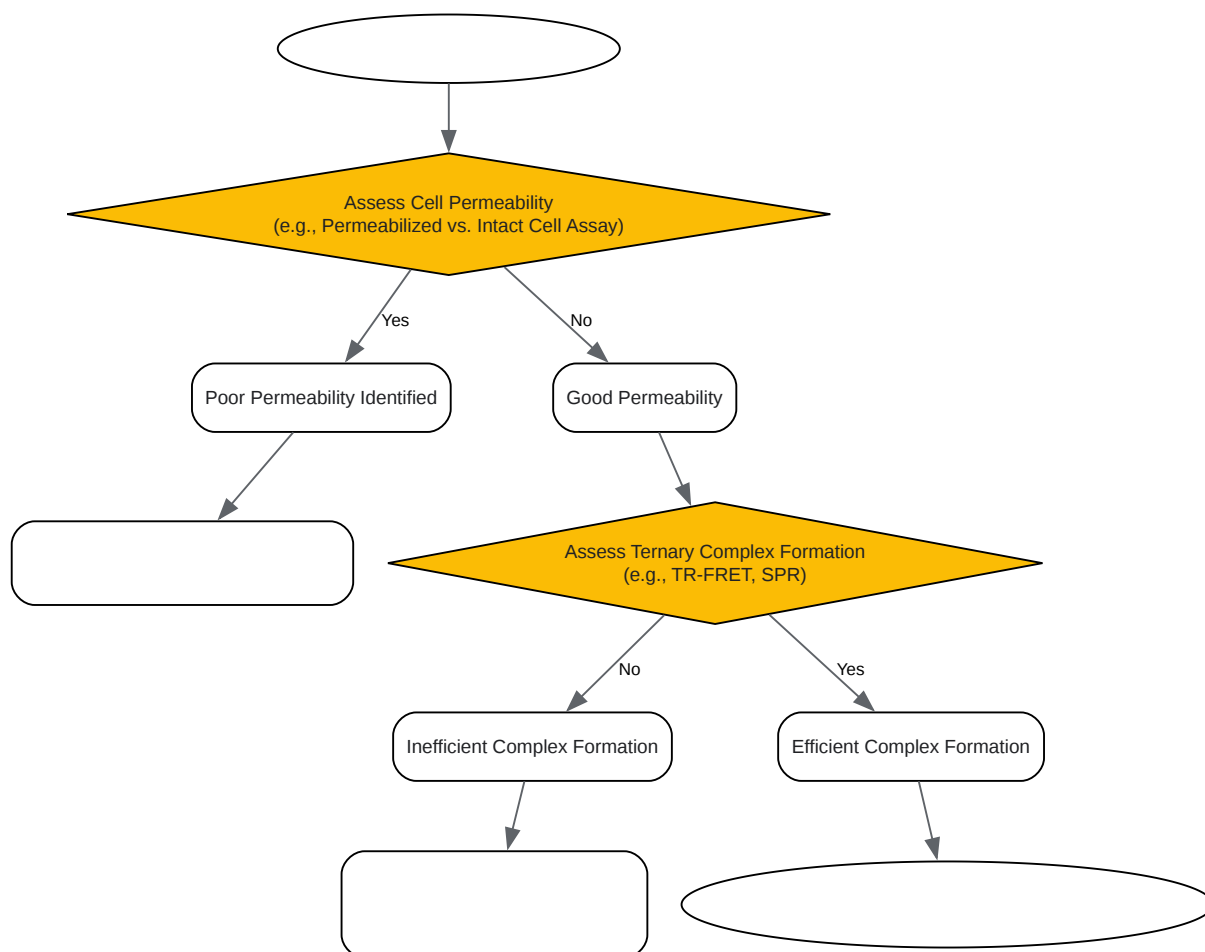 Assess Cell Permeability
(e.g., Permeabilized vs. Intact Cell Assay)
Yes
No
Poor Permeability Identified
Good Permeability
Assess Ternary Complex Formation
(e.g., TR-FRET, SPR)
No
Yes
Inefficient Complex Formation
Efficient Complex Formation